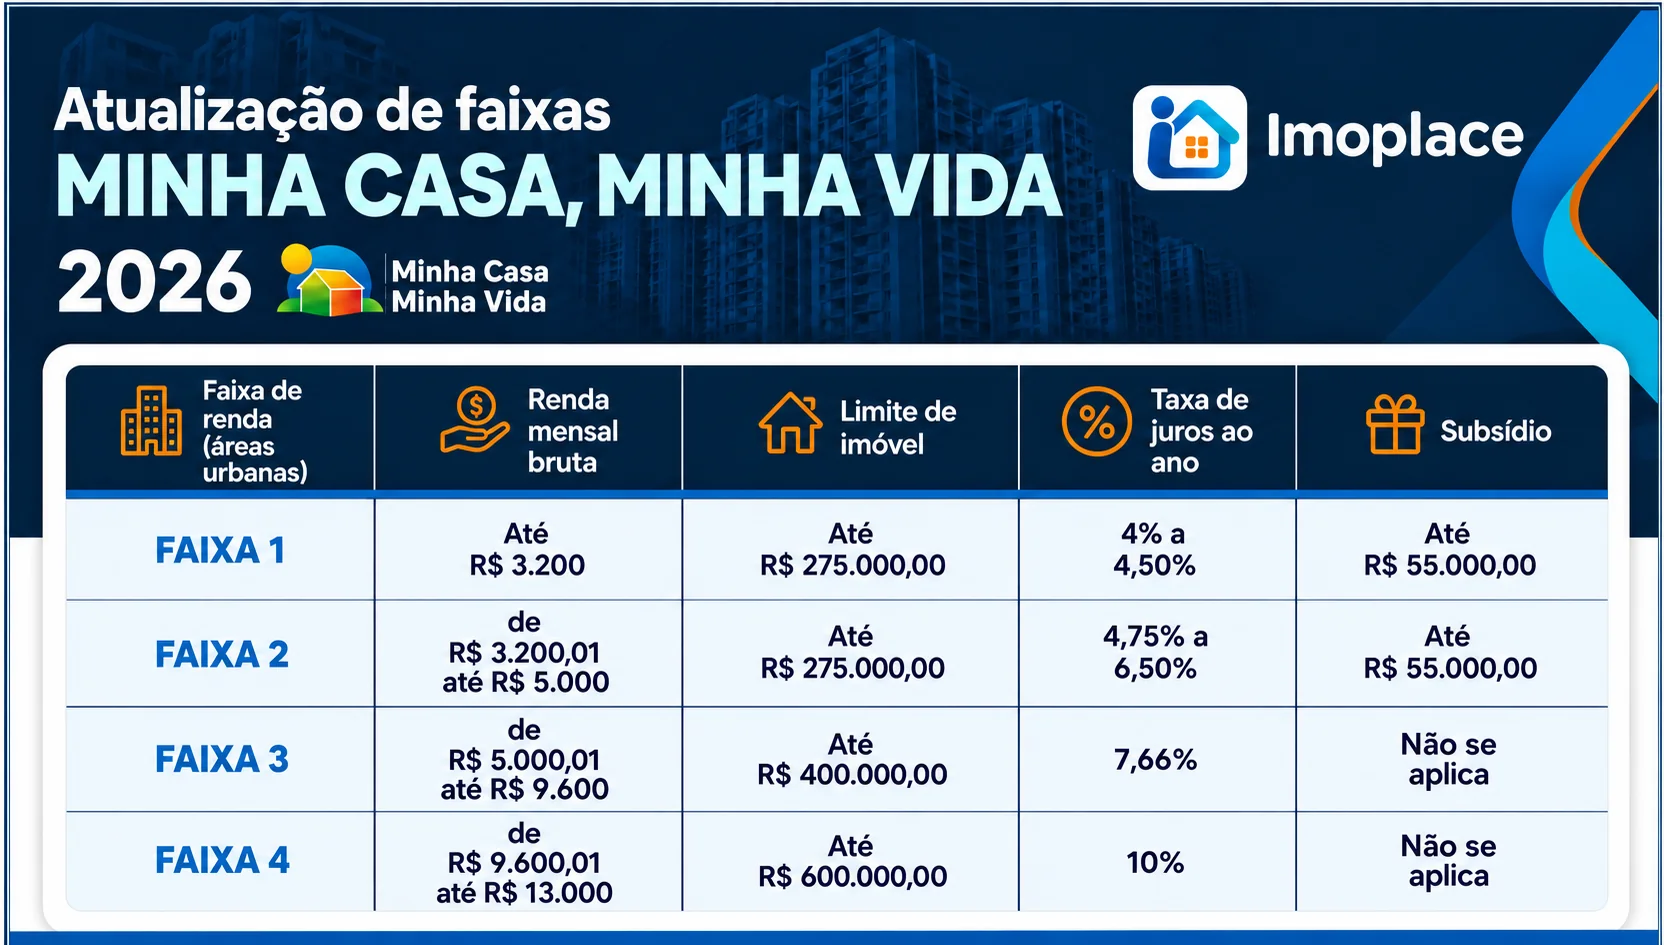 Atualização de faixas
MINHA CASA, MINHA VIDA
2026
Minha Casa
Minha Vida
Imoplace
Faixa de
renda
(áreas
urbanas)
Renda
mensal
bruta
Limite de
imóvel
Taxa de
juros ao
ano
Subsídio
FAIXA 1
Até
R$ 3.200
Até
R$ 275.000,00
4% a
4,50%
Até
R$ 55.000,00
FAIXA 2
de
R$ 3.200,01
até R$ 5.000
Até
R$ 275.000,00
4,75% a
6,50%
Até
R$ 55.000,00
FAIXA 3
de
R$ 5.000,01
até R$ 9.600
Até
R$ 400.000,00
7,66%
Não se
aplica
FAIXA 4
de
R$ 9.600,01
até R$ 13.000
Até
R$ 600.000,00
10%
Não se
aplica